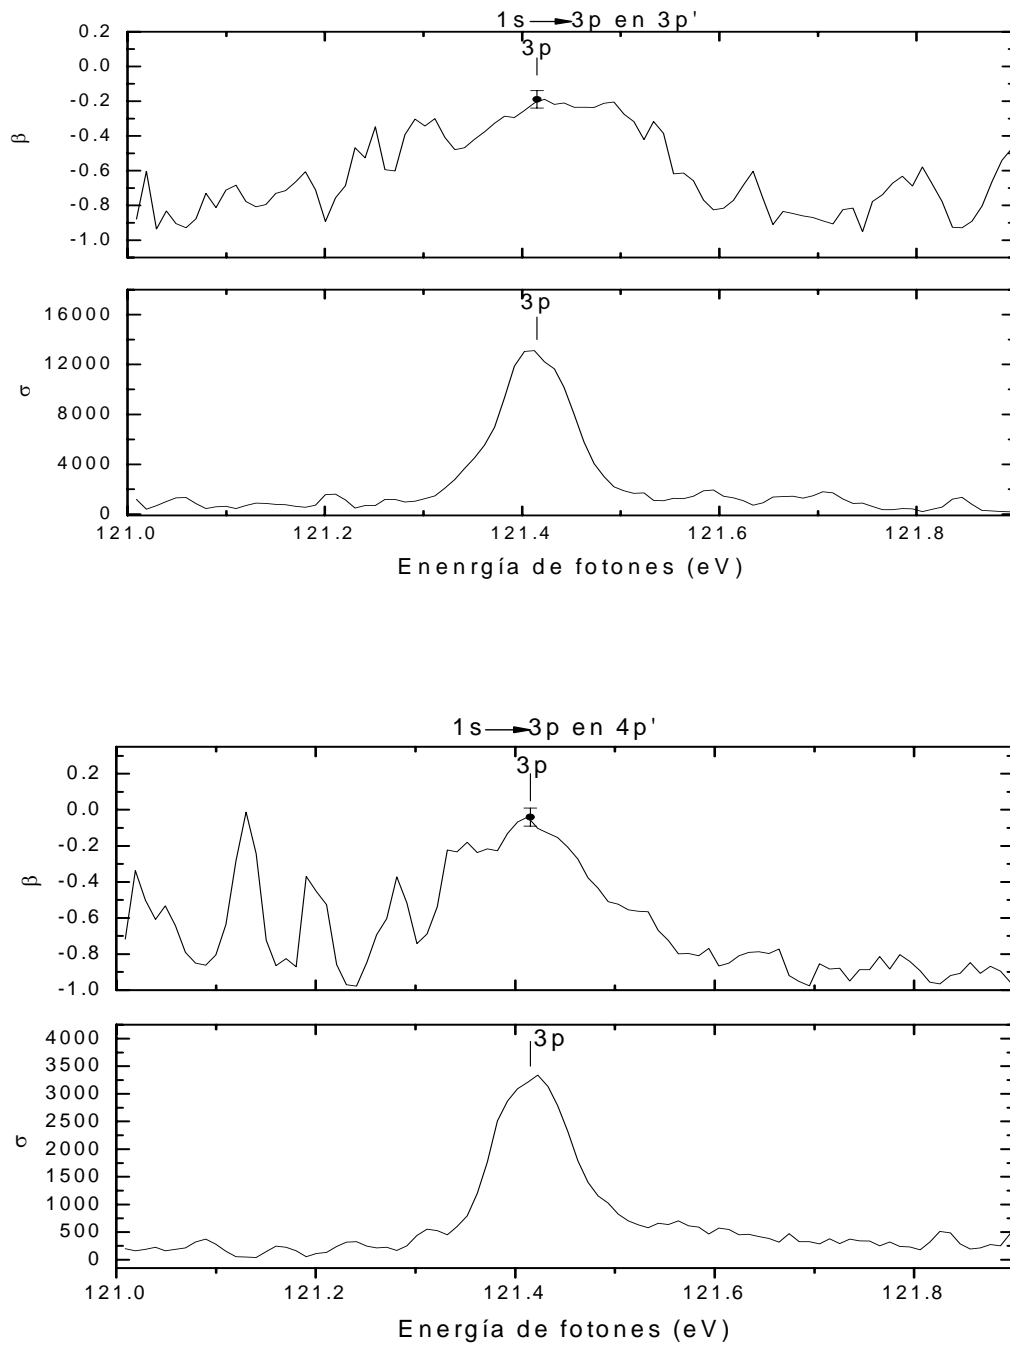 1s→3p en 3p'
3p
0.2
0.0
-0.2
-0.4
-0.6
-0.8
-1.0
β
3p
16000
12000
8000
4000
0
σ
121.0 121.2 121.4 121.6 121.8
Enenrgía de fotones (eV)
1s→3p en 4p'
3p
0.2
0.0
-0.2
-0.4
-0.6
-0.8
-1.0
β
3p
4000
3500
3000
2500
2000
1500
1000
500
0
σ
121.0 121.2 121.4 121.6 121.8
Energía de fotones (eV)